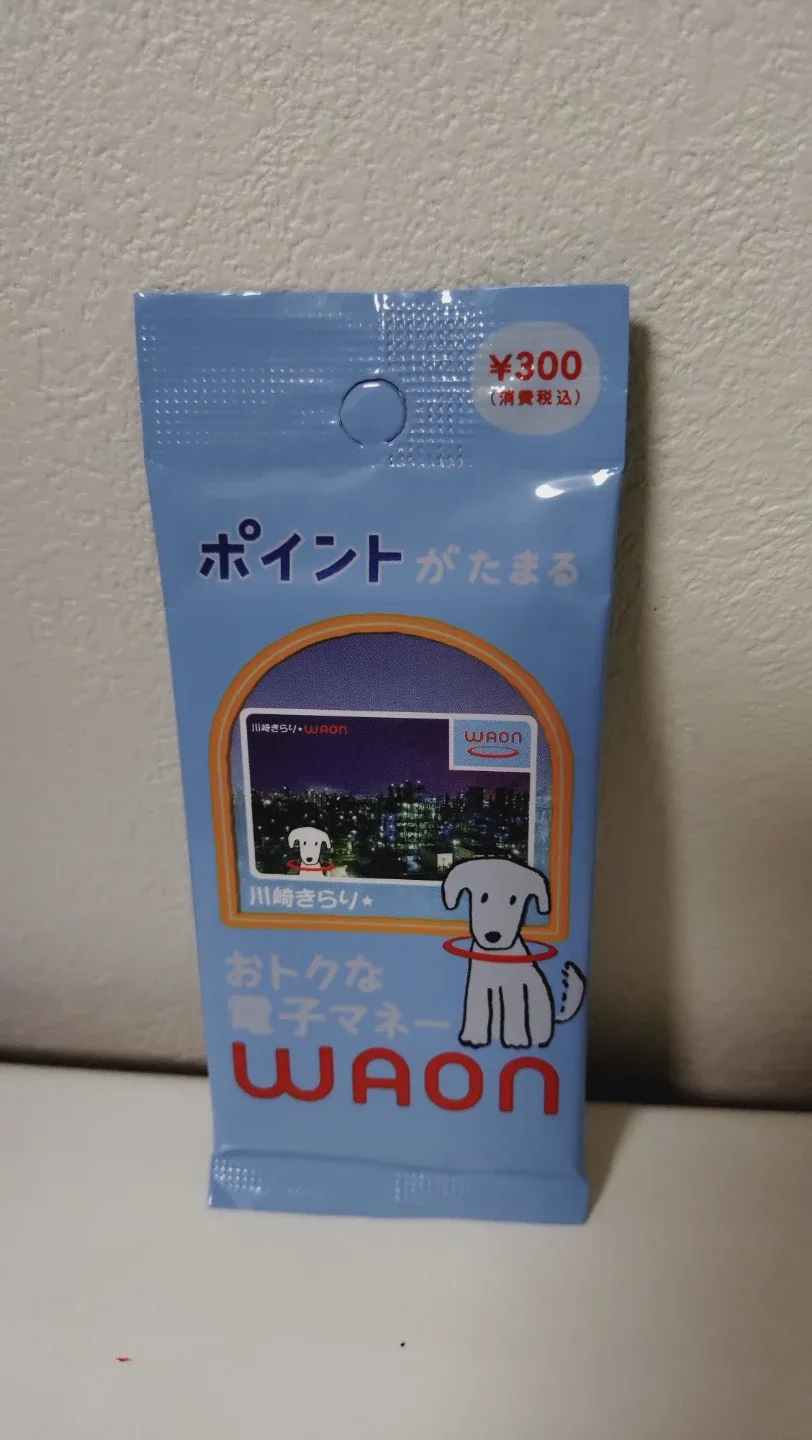 ¥300
（消費税込）
ポイントがたまる
川崎きらり★WAON
WAON
川崎きらり★
おトクな
電子マネー
WAON